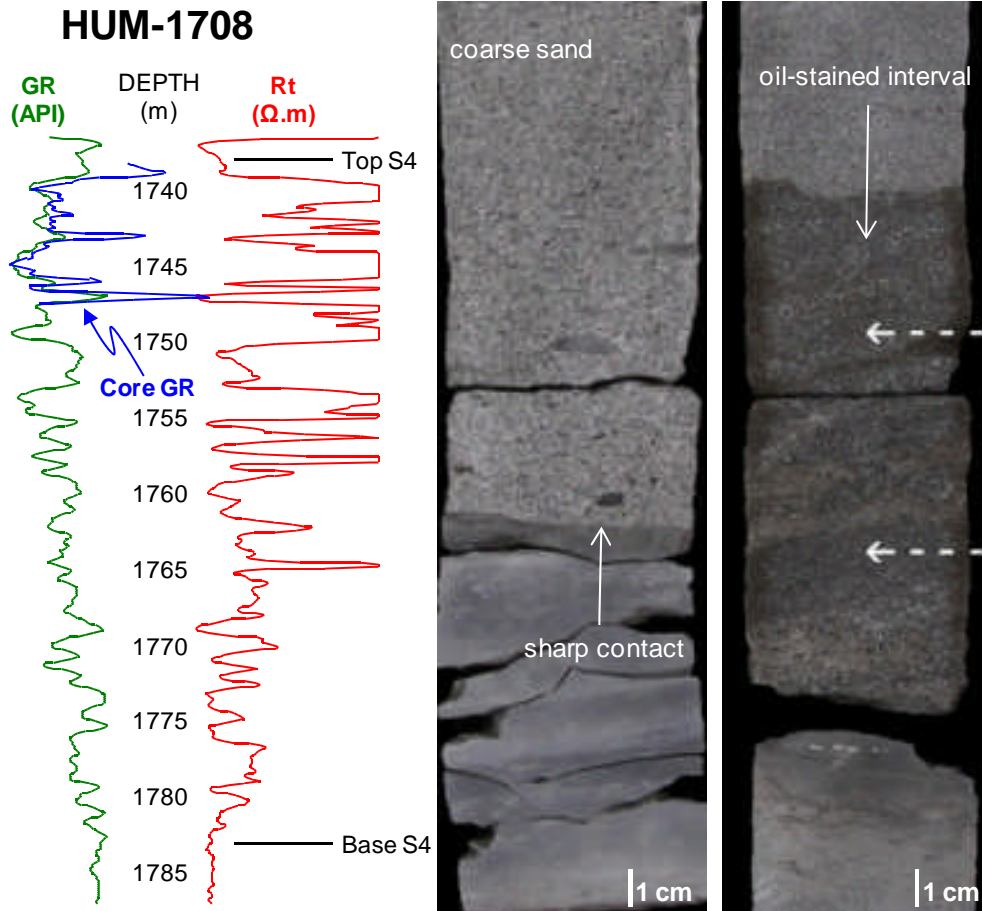 HUM-1708
GR
(API)
DEPTH
(m)
Rt
(Ω.m)
Top S4
1740
1745
1750
Core GR
1755
1760
1765
1770
1775
1780
Base S4
1785
coarse sand
sharp contact
1 cm
oil-stained interval
1 cm